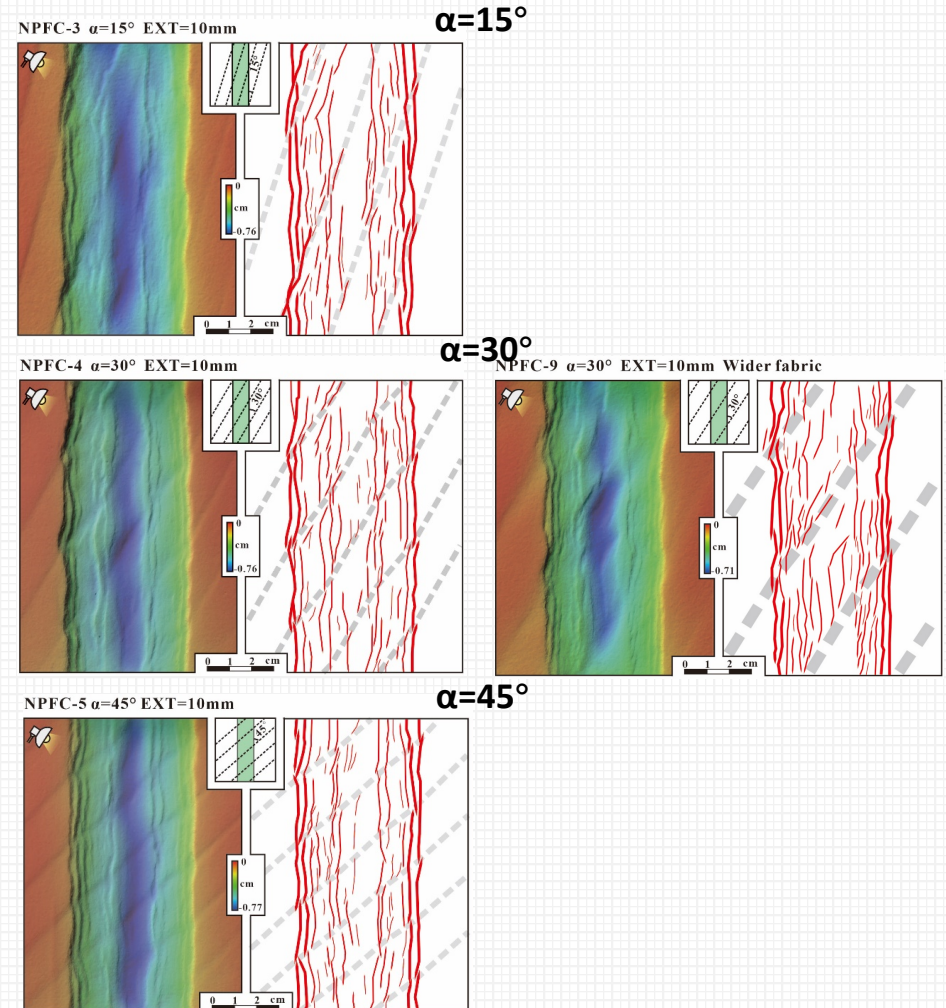 α=15°
NPFC-3 α=15° EXT=10mm
15°
0
cm
-0.76
0 1 2 cm
α=30°
NPFC-4 α=30° EXT=10mm
30°
0
cm
-0.76
0 1 2 cm
NPFC-9 α=30° EXT=10mm Wider fabric
30°
0
cm
-0.71
0 1 2 cm
α=45°
NPFC-5 α=45° EXT=10mm
45°
0
cm
-0.77
0 1 2 cm